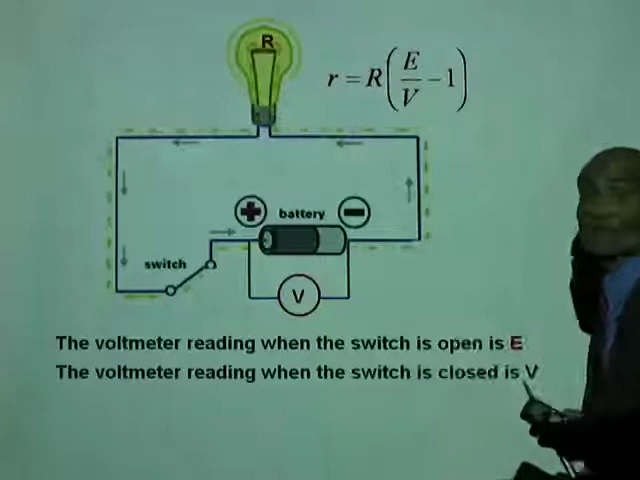 R
r = R(E/V − 1)
+ battery −
switch
V
The voltmeter reading when the switch is open is E
The voltmeter reading when the switch is closed is V